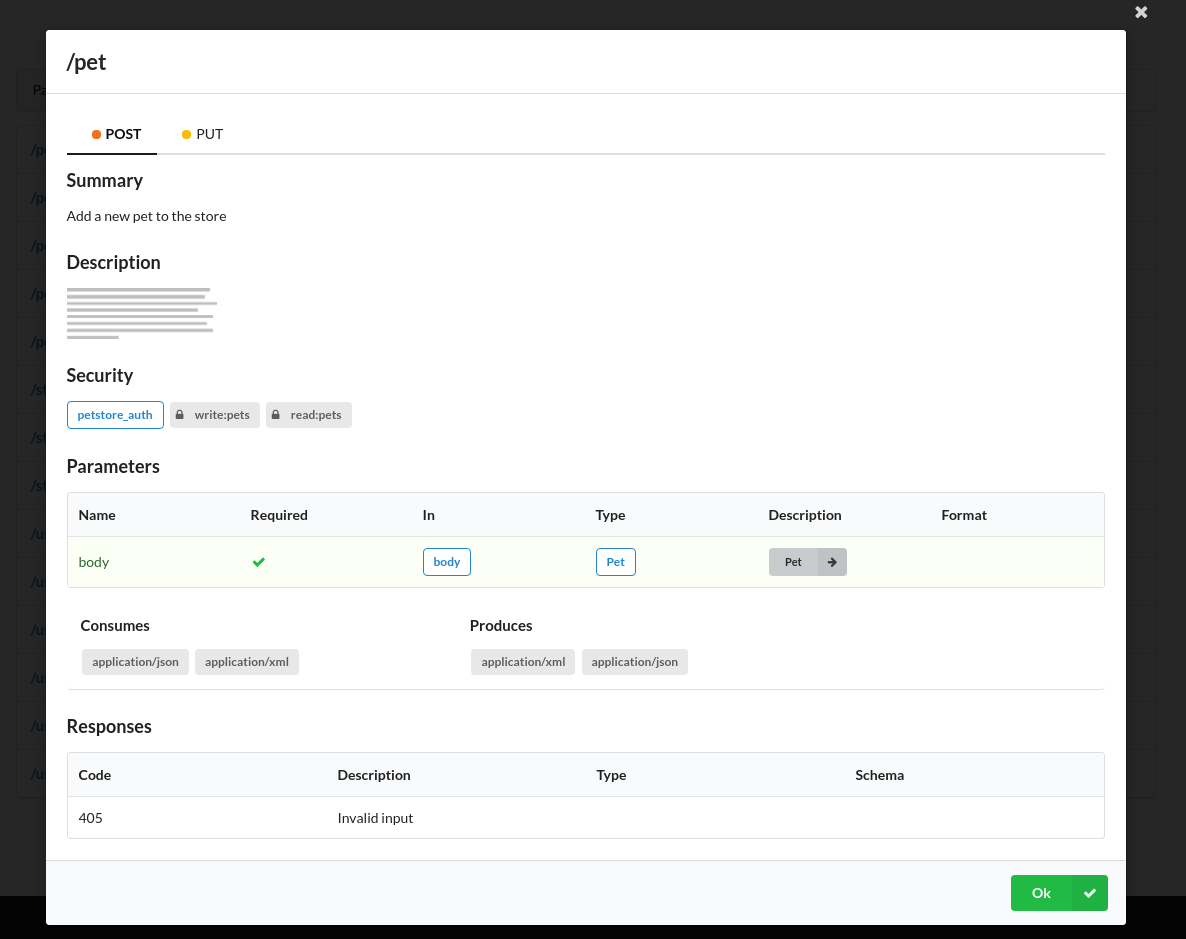 /pet
POST PUT
Summary
Add a new pet to the store
Description
Security
petstore_auth write:pets read:pets
Parameters
Name Required In Type Description Format
body body Pet Pet
Consumes Produces
application/json application/xml application/xml application/json
Responses
Code Description Type Schema
405 Invalid input
Ok